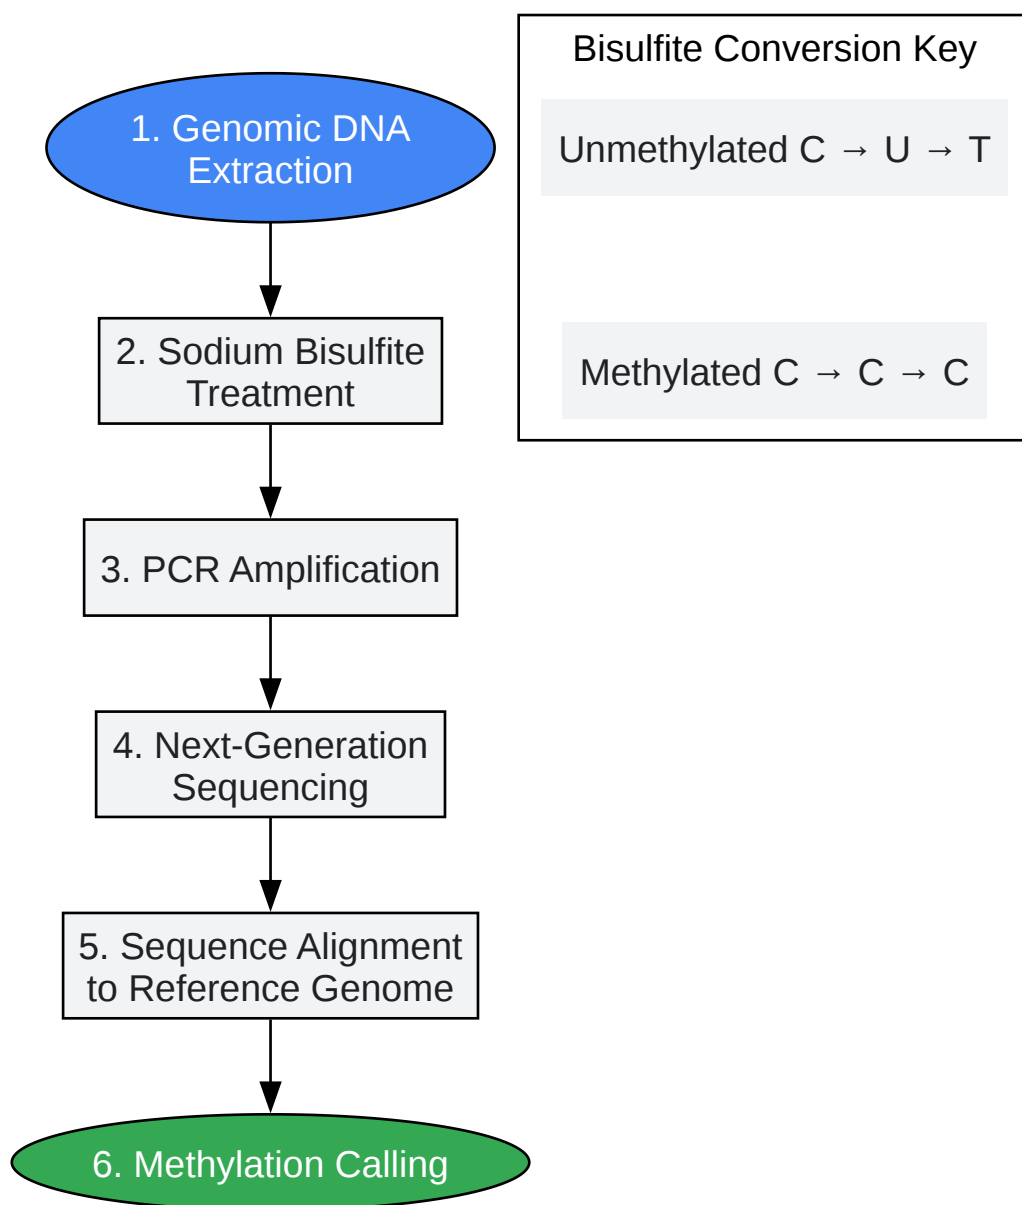 1. Genomic DNA
Extraction
2. Sodium Bisulfite
Treatment
3. PCR Amplification
4. Next-Generation
Sequencing
5. Sequence Alignment
to Reference Genome
6. Methylation Calling
Bisulfite Conversion Key
Unmethylated C → U → T
Methylated C → C → C